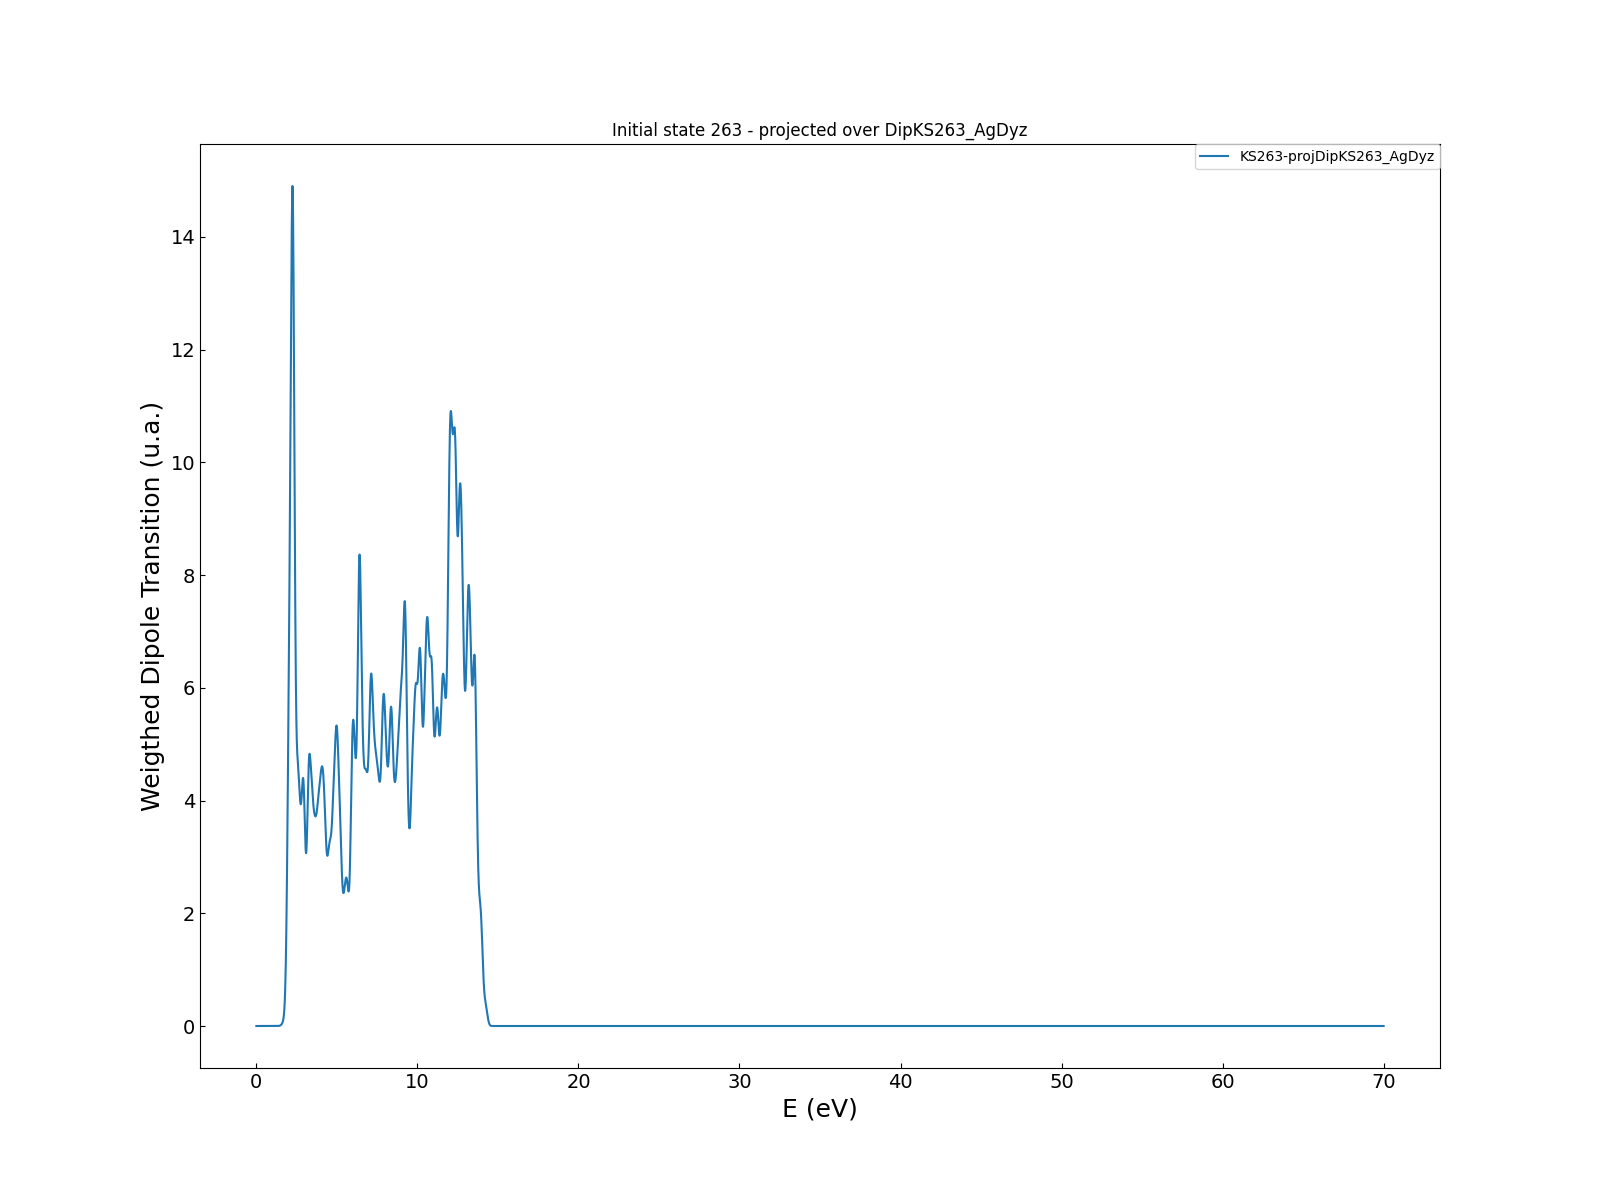 Initial state 263 - projected over DipKS263_AgDyz
KS263-projDipKS263_AgDyz
Weigthed Dipole Transition (u.a.)
14
12
10
8
6
4
2
0
0 10 20 30 40 50 60 70
E (eV)